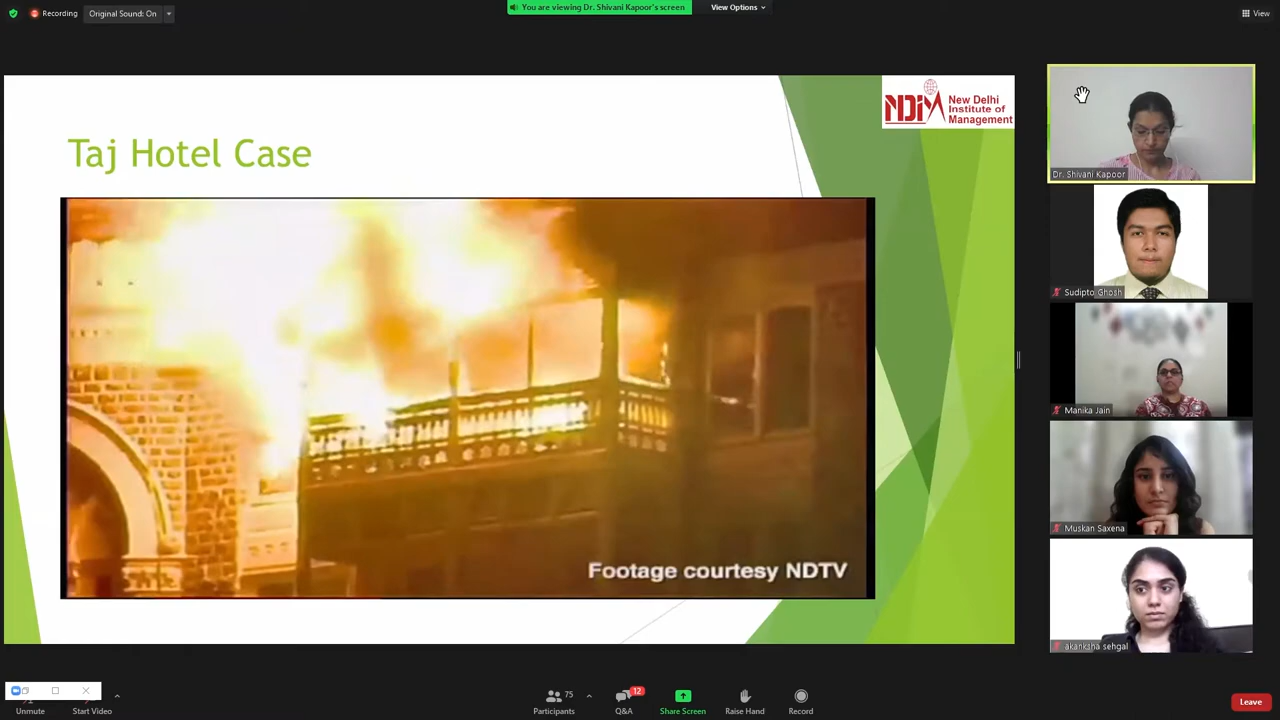 Recording
Original Sound: On
You are viewing Dr. Shivani Kapoor's screen
View Options
View
NDIM
New Delhi
Institute of
Management
Taj Hotel Case
Footage courtesy NDTV
Dr. Shivani Kapoor
Sudipto Ghosh
Manika Jain
Muskan Saxena
akanksha sehgal
Unmute
Start Video
75
Participants
12
Q&A
Share Screen
Raise Hand
Record
Leave